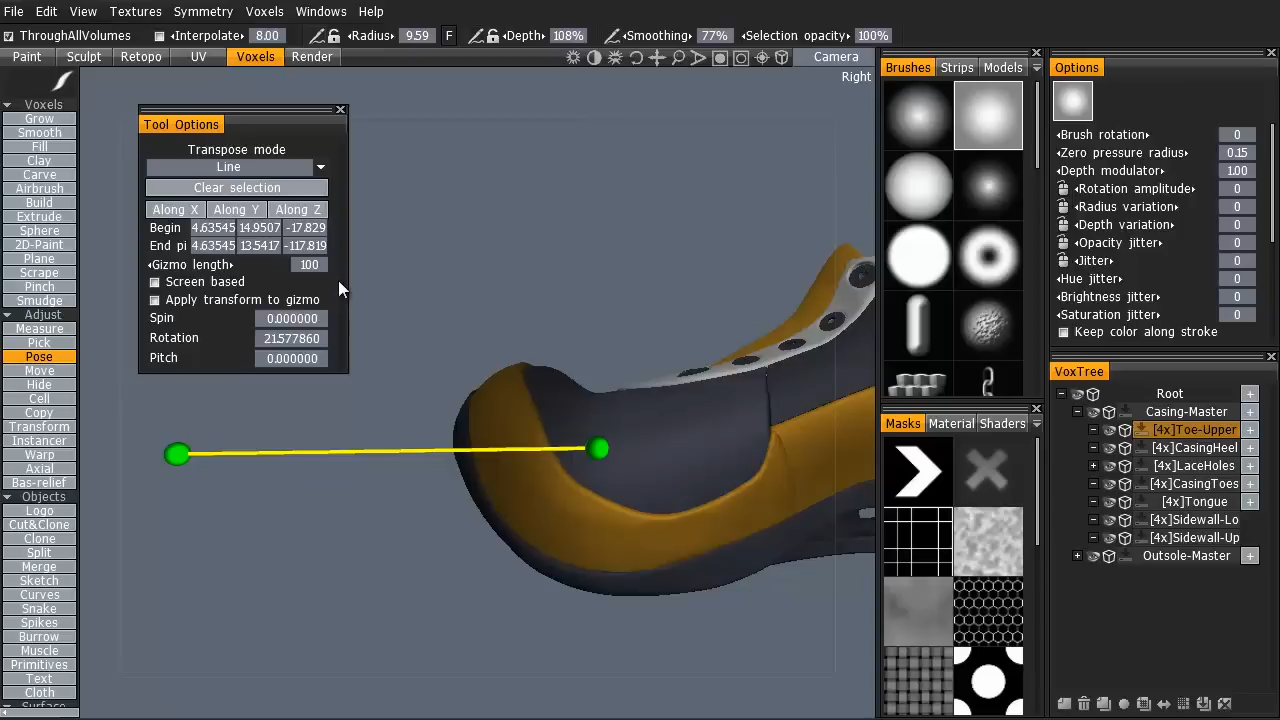 File Edit View Textures Symmetry Voxels Windows Help
ThroughAllVolumes Interpolate 8.00 Radius 9.59 F Depth 108% Smoothing 77% Selection opacity 100%
Paint Sculpt Retopo UV Voxels Render Camera
Right
Voxels
Grow
Smooth
Fill
Clay
Carve
Airbrush
Build
Extrude
Sphere
2D-Paint
Plane
Scrape
Pinch
Smudge
Adjust
Measure
Pick
Pose
Move
Hide
Cell
Copy
Transform
Instancer
Warp
Axial
Bas-relief
Objects
Logo
Cut&Clone
Clone
Split
Merge
Sketch
Curves
Snake
Spikes
Burrow
Muscle
Primitives
Text
Cloth
Surface
Tool Options
Transpose mode
Line
Clear selection
Along X Along Y Along Z
Begin 4.63545 14.9507 -17.829
End pi 4.63545 13.5417 -117.819
Gizmo length 100
Screen based
Apply transform to gizmo
Spin 0.000000
Rotation 21.577860
Pitch 0.000000
Brushes Strips Models
Masks Material Shaders
Options
Brush rotation 0
Zero pressure radius 0.15
Depth modulator 1.00
Rotation amplitude 0
Radius variation 0
Depth variation 0
Opacity jitter 0
Jitter 0
Hue jitter 0
Brightness jitter 0
Saturation jitter 0
Keep color along stroke
VoxTree
Root +
Casing-Master +
[4x]Toe-Upper +
[4x]CasingHeel +
[4x]LaceHoles +
[4x]CasingToes +
[4x]Tongue +
[4x]Sidewall-Lo
[4x]Sidewall-Up
Outsole-Master +